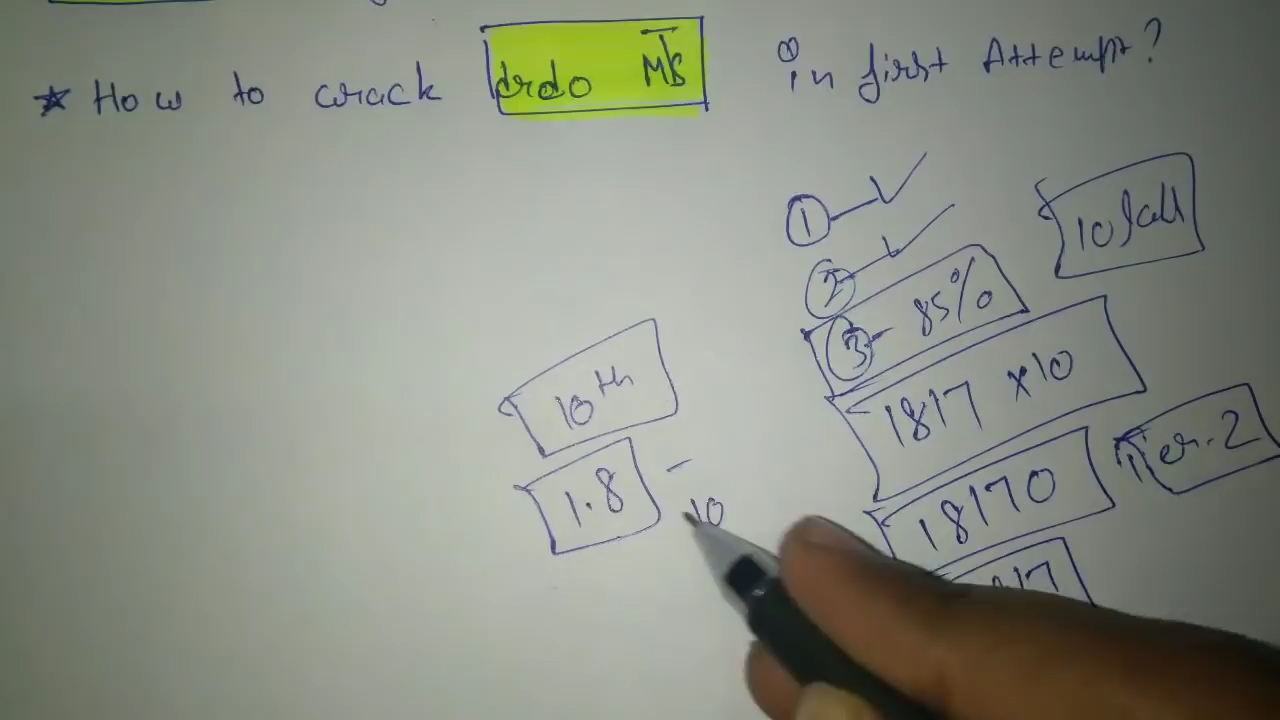 * How to crack drdo MTS in first Attempt?
① ✓
10 lakh
② ✓
③ - 85%
10th
1817 × 10
Tier-2
1.8 -
18170
10